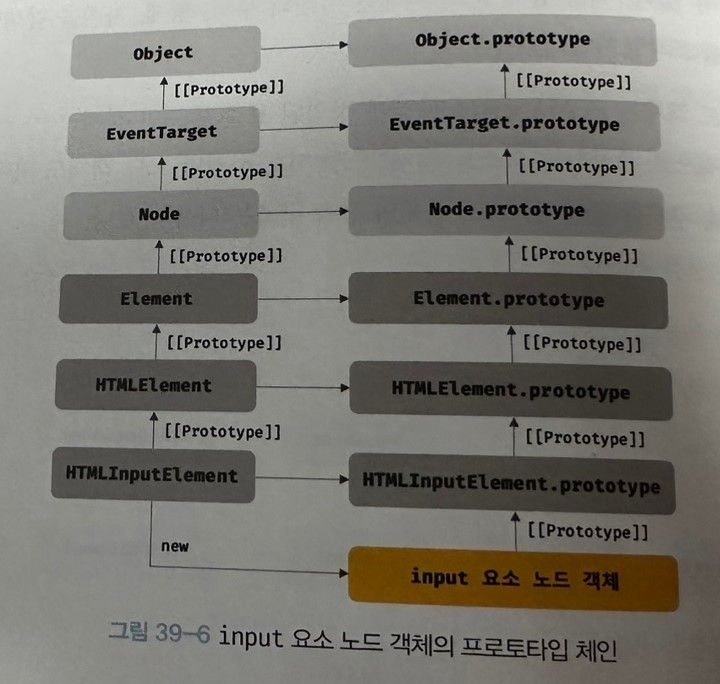 Object
Object.prototype
[[Prototype]]
[[Prototype]]
EventTarget
EventTarget.prototype
[[Prototype]]
[[Prototype]]
Node
Node.prototype
[[Prototype]]
[[Prototype]]
Element
Element.prototype
[[Prototype]]
[[Prototype]]
HTMLElement
HTMLElement.prototype
[[Prototype]]
[[Prototype]]
HTMLInputElement
HTMLInputElement.prototype
[[Prototype]]
new
input 요소 노드 객체
그림 39-6 input 요소 노드 객체의 프로토타입 체인